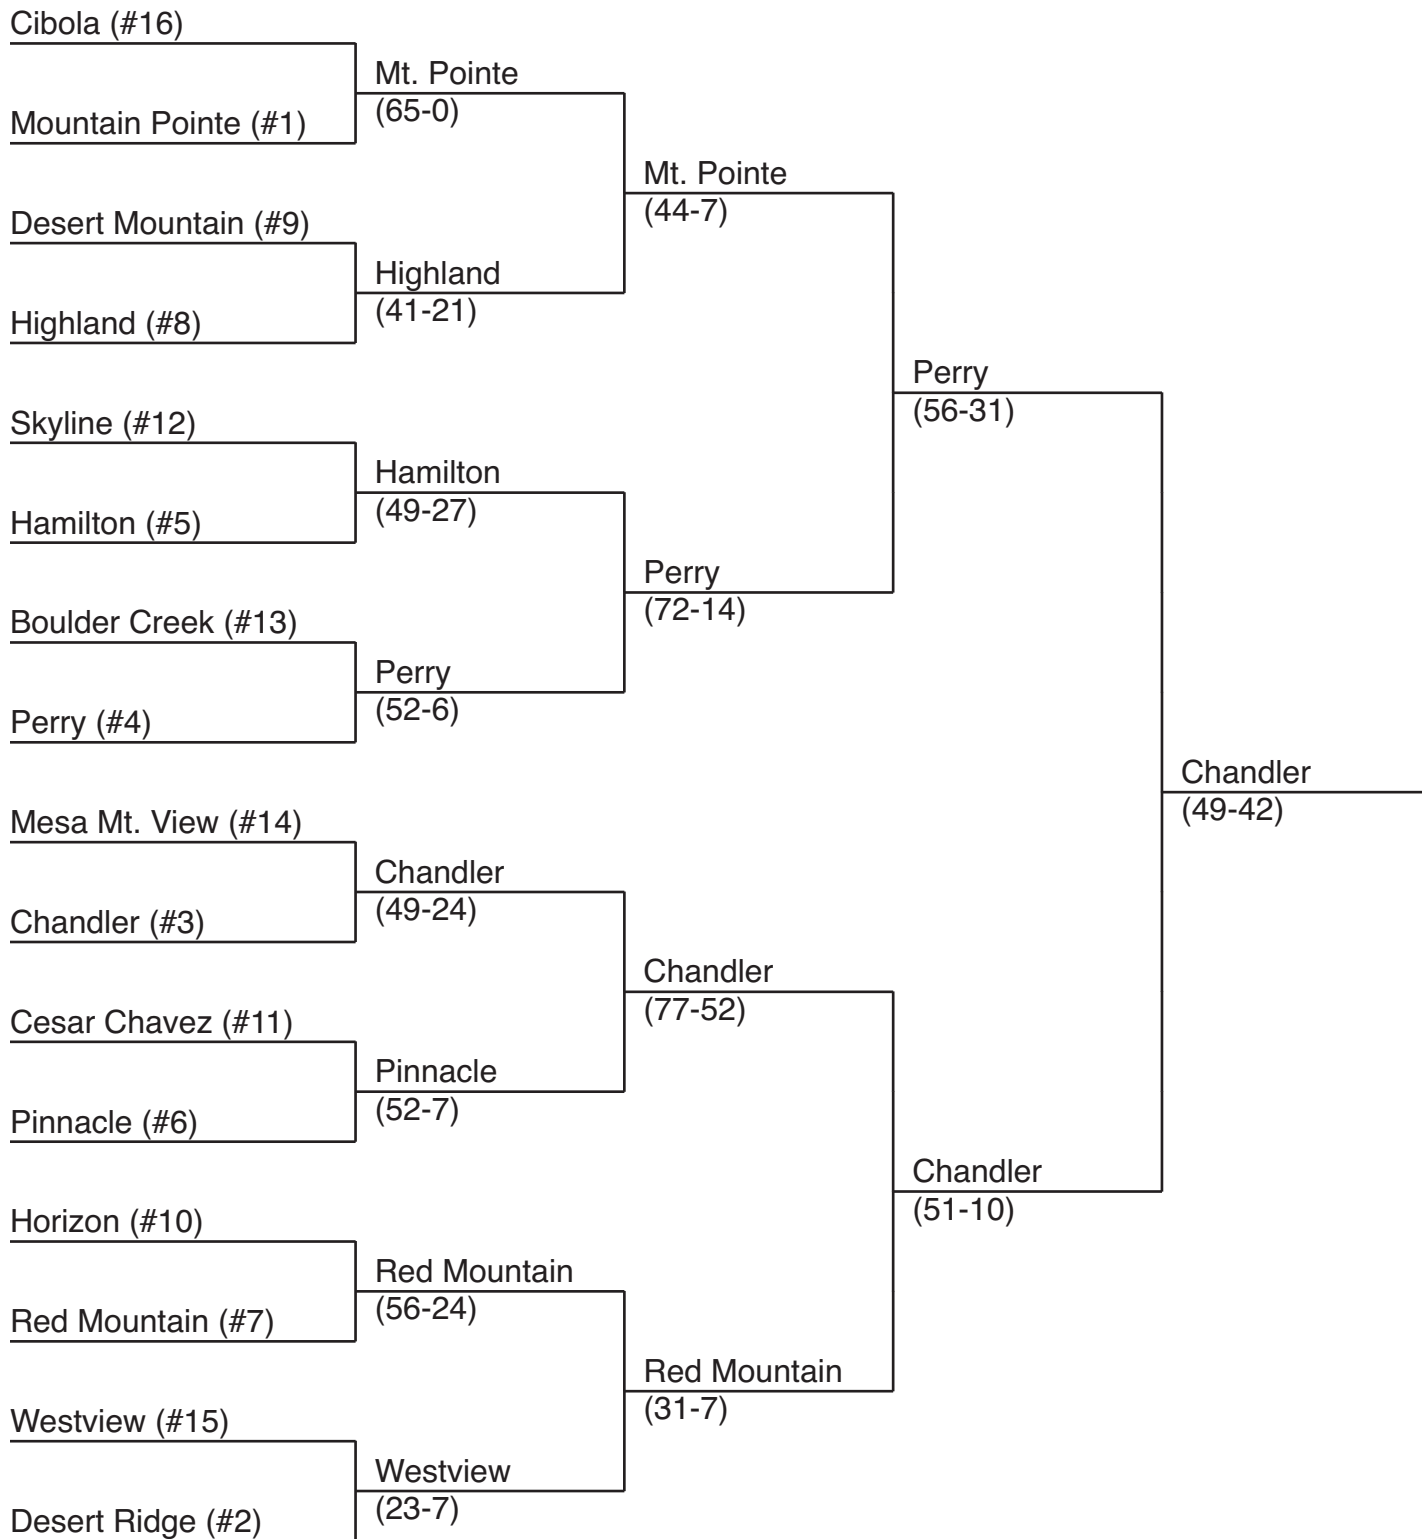 Cibola (#16)
Mt. Pointe
(65-0)
Mountain Pointe (#1)
Mt. Pointe
(44-7)
Desert Mountain (#9)
Highland
(41-21)
Highland (#8)
Perry
(56-31)
Skyline (#12)
Hamilton
(49-27)
Hamilton (#5)
Perry
(72-14)
Boulder Creek (#13)
Perry
(52-6)
Perry (#4)
Chandler
(49-42)
Mesa Mt. View (#14)
Chandler
(49-24)
Chandler (#3)
Chandler
(77-52)
Cesar Chavez (#11)
Pinnacle
(52-7)
Pinnacle (#6)
Chandler
(51-10)
Horizon (#10)
Red Mountain
(56-24)
Red Mountain (#7)
Red Mountain
(31-7)
Westview (#15)
Westview
(23-7)
Desert Ridge (#2)